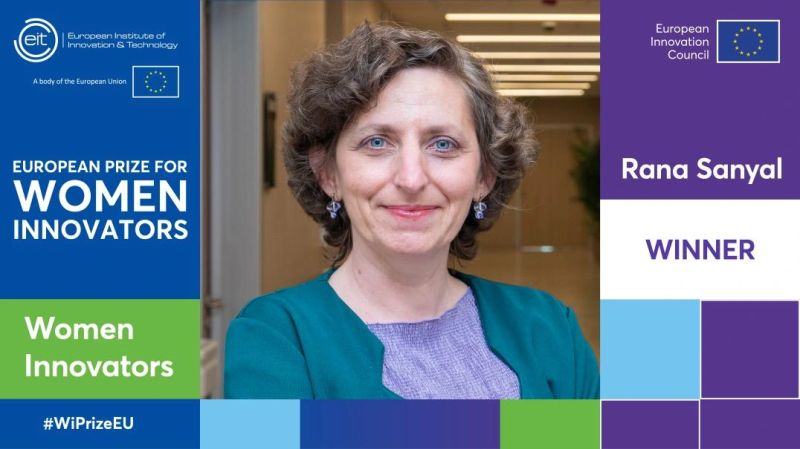 eit
European Institute of
Innovation & Technology
A body of the European Union
EUROPEAN PRIZE FOR
WOMEN
INNOVATORS
Women
Innovators
#WiPrizeEU
European
Innovation
Council
Rana Sanyal
WINNER